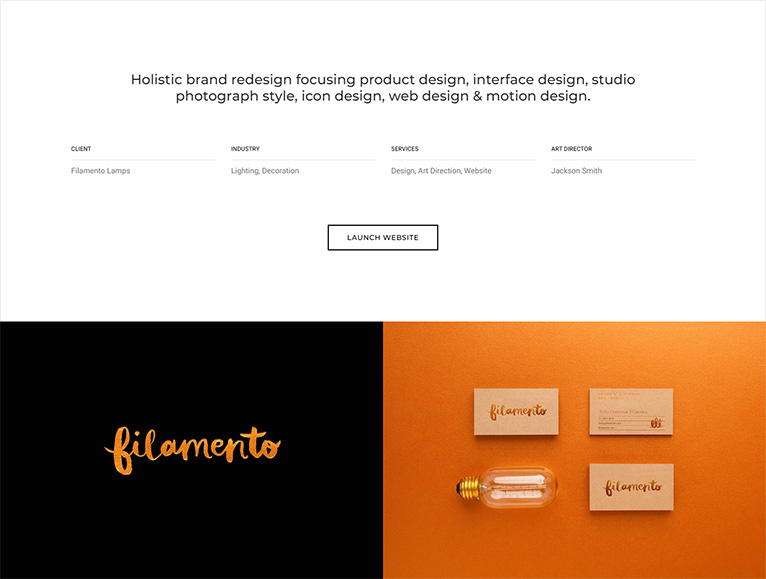 Holistic brand redesign focusing product design, interface design, studio
photograph style, icon design, web design & motion design.
CLIENT
INDUSTRY
SERVICES
ART DIRECTOR
Filamento Lamps
Lighting, Decoration
Design, Art Direction, Website
Jackson Smith
LAUNCH WEBSITE
filamento
filamento
filamento